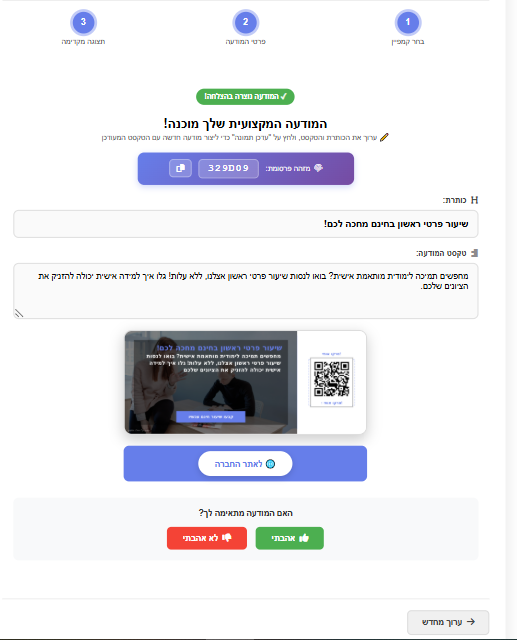 1
2
3
בחר קמפיין
פרטי המודעה
תצוגה מקדימה
המודעה נוצרה בהצלחה!
המודעה המקצועית שלך מוכנה!
ערוך את הכותרת והטקסט, ולחץ על "עדכן תמונה" כדי ליצור מודעה חדשה עם הטקסט המעודכן
מזהה פרסומת:
329D09
כותרת:
שיעור פרטי ראשון בחינם מחכה לכם!
טקסט המודעה:
מחפשים תמיכה לימודית מותאמת אישית? בואו לנסות שיעור פרטי ראשון אצלנו, ללא עלות! גלו איך למידה אישית יכולה להזניק את
הציונים שלכם.
שיעור פרטי ראשון בחינם מחכה לכם!
מחפשים תמיכה לימודית מותאמת אישית? בואו לנסות
שיעור פרטי ראשון אצלנו, ללא עלות! גלו איך למידה
אישית יכולה להזניק את הציונים שלכם
לאתר החברה
האם המודעה מתאימה לך?
אהבתי
לא אהבתי
ערוך מחדש